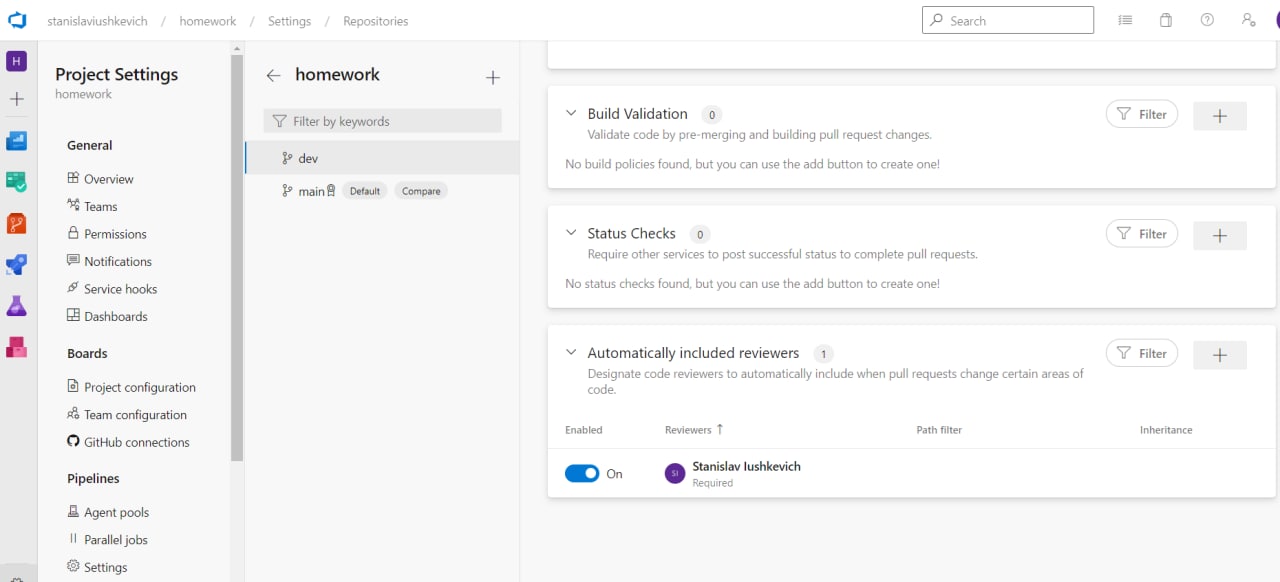 stanislaviushkevich / homework / Settings / Repositories
Search
H
Project Settings
homework
General
Overview
Teams
Permissions
Notifications
Service hooks
Dashboards
Boards
Project configuration
Team configuration
GitHub connections
Pipelines
Agent pools
Parallel jobs
Settings
homework
Filter by keywords
dev
main Default Compare
Build Validation 0
Filter
Validate code by pre-merging and building pull request changes.
No build policies found, but you can use the add button to create one!
Status Checks 0
Filter
Require other services to post successful status to complete pull requests.
No status checks found, but you can use the add button to create one!
Automatically included reviewers 1
Filter
Designate code reviewers to automatically include when pull requests change certain areas of
code.
Enabled Reviewers Path filter Inheritance
On SI Stanislav Iushkevich
Required